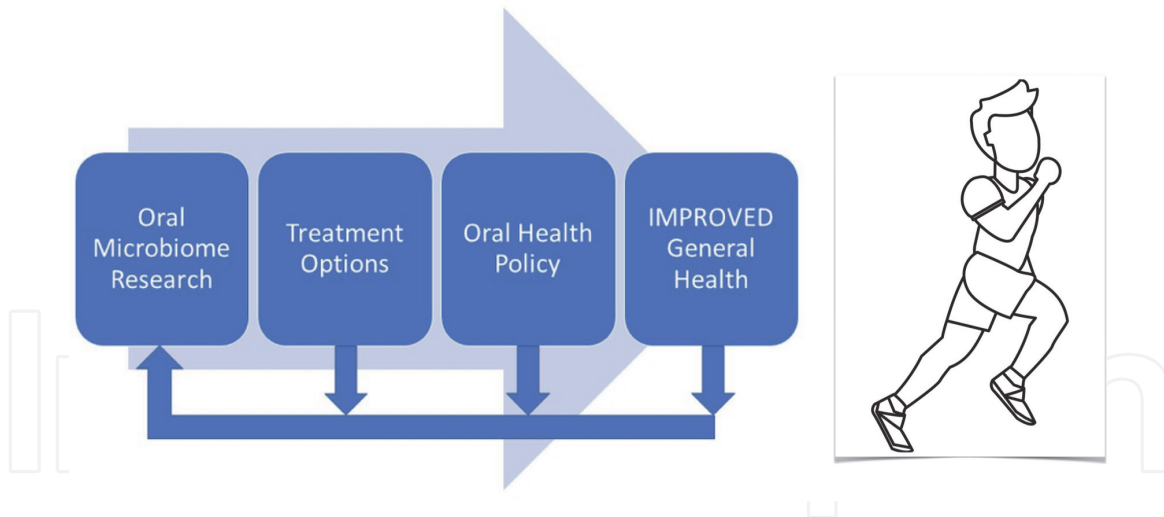 Oral
Microbiome
Research
Treatment
Options
Oral Health
Policy
IMPROVED
General
Health